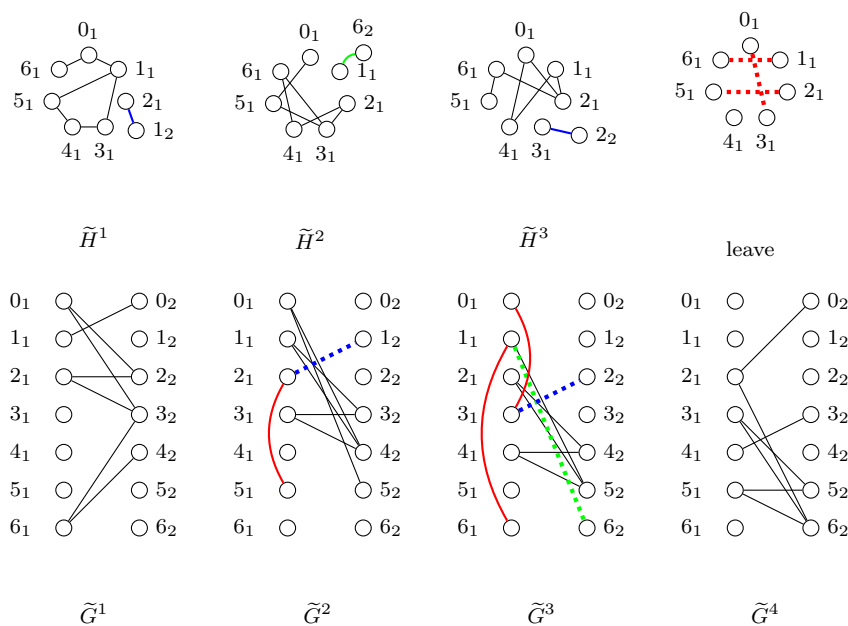 0₁ 6₁ 1₁ 5₁ 2₁ 4₁ 3₁ 1₂
0₁ 6₂ 6₁ 1₁ 5₁ 2₁ 4₁ 3₁
0₁ 6₁ 1₁ 5₁ 2₁ 4₁ 3₁ 2₂
0₁ 6₁ 1₁ 5₁ 2₁ 4₁ 3₁
H̃¹ H̃² H̃³ leave
0₁ 0₂ 0₁ 0₂ 0₁ 0₂ 0₁ 0₂
1₁ 1₂ 1₁ 1₂ 1₁ 1₂ 1₁ 1₂
2₁ 2₂ 2₁ 2₂ 2₁ 2₂ 2₁ 2₂
3₁ 3₂ 3₁ 3₂ 3₁ 3₂ 3₁ 3₂
4₁ 4₂ 4₁ 4₂ 4₁ 4₂ 4₁ 4₂
5₁ 5₂ 5₁ 5₂ 5₁ 5₂ 5₁ 5₂
6₁ 6₂ 6₁ 6₂ 6₁ 6₂ 6₁ 6₂
G̃¹ G̃² G̃³ G̃⁴